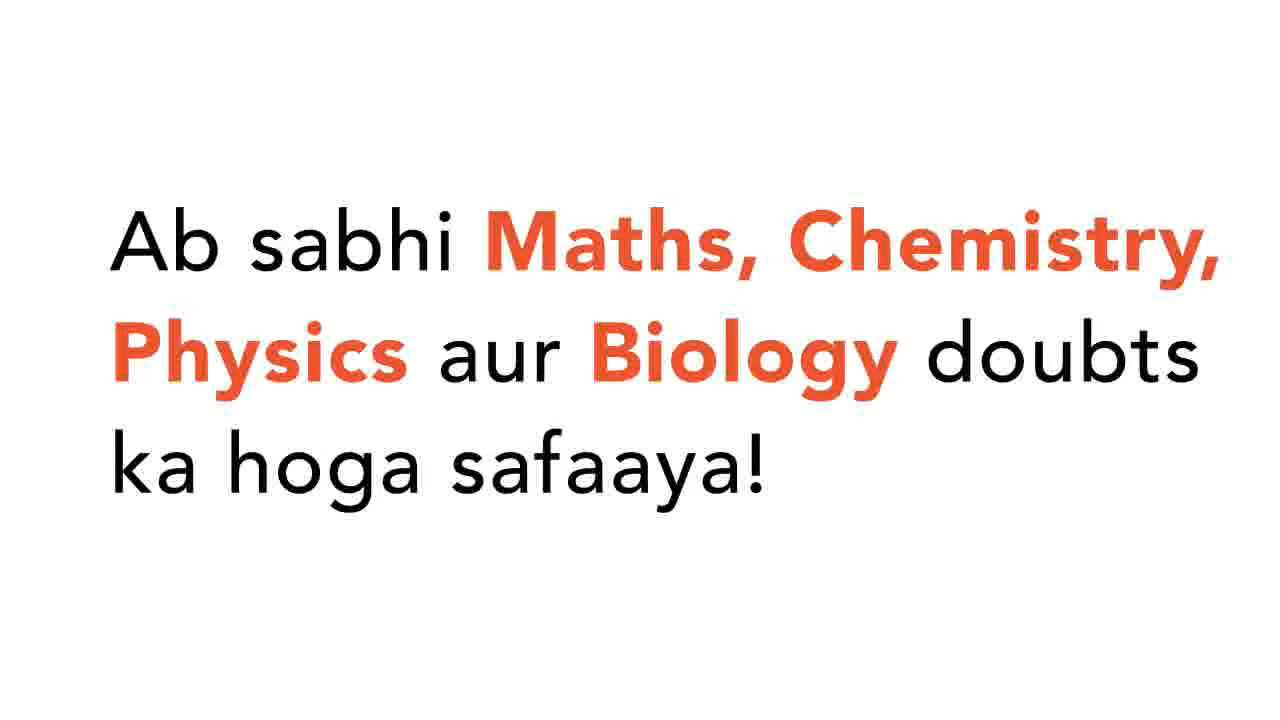 Ab sabhi Maths, Chemistry,
Physics aur Biology doubts
ka hoga safaaya!